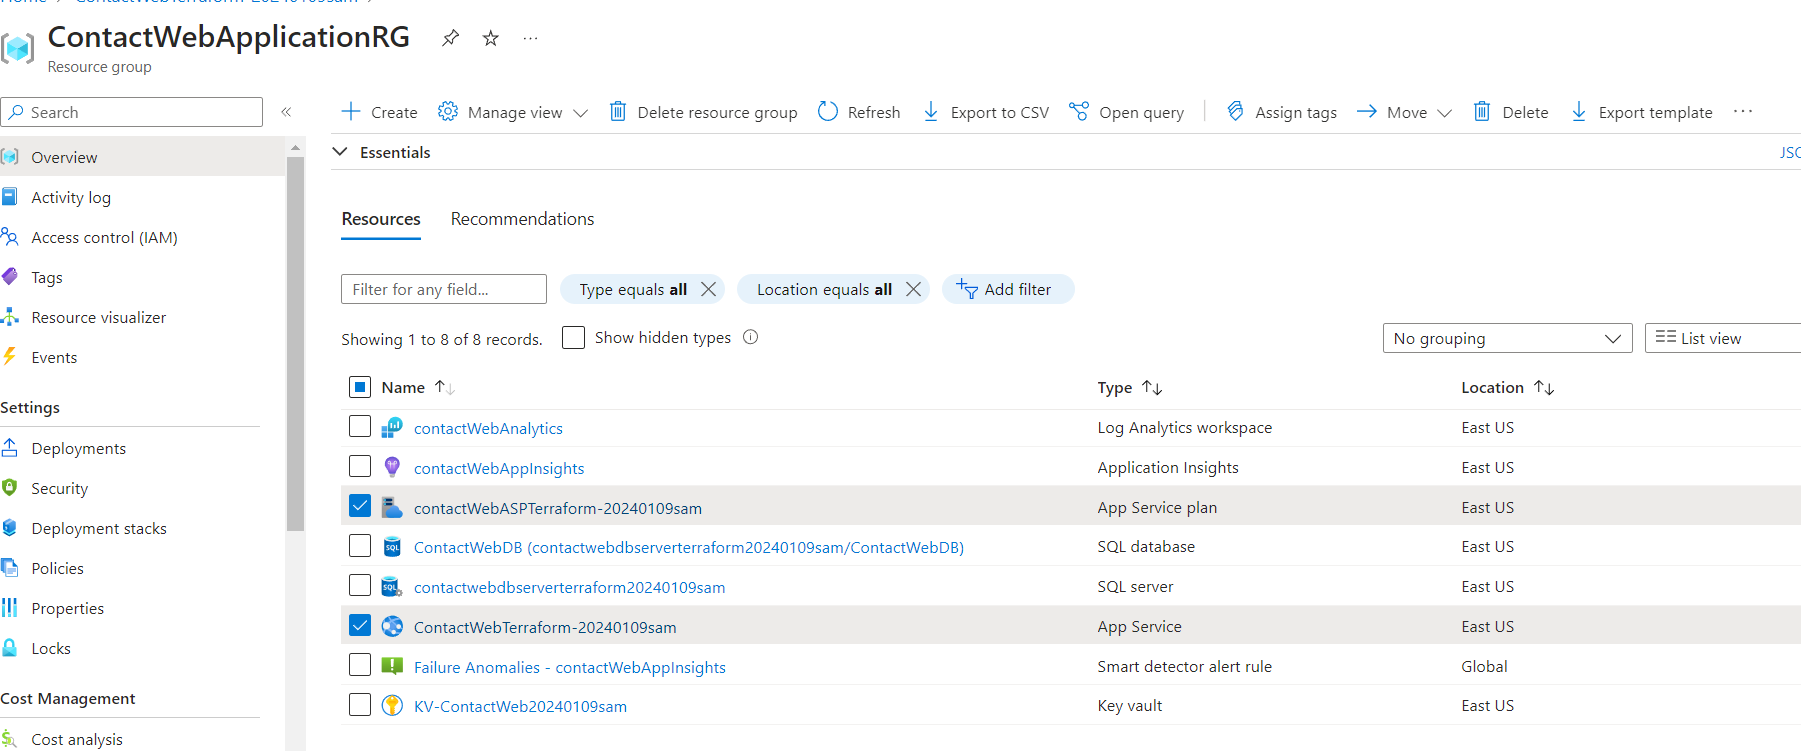 Home > ContactWebTerraform-20240109sam >
ContactWebApplicationRG
...
Resource group
Search
«
Create
Manage view
Delete resource group
Refresh
Export to CSV
Open query
Assign tags
Move
Delete
Export template
...
Overview
Activity log
Access control (IAM)
Tags
Resource visualizer
Events
Settings
Deployments
Security
Deployment stacks
Policies
Properties
Locks
Cost Management
Cost analysis
Essentials
JSO
Resources
Recommendations
Filter for any field...
Type equals all
Location equals all
Add filter
Showing 1 to 8 of 8 records.
Show hidden types
No grouping
List view
Name ↑↓ Type ↑↓ Location ↑↓
contactWebAnalytics Log Analytics workspace East US
contactWebAppInsights Application Insights East US
contactWebASPTerraform-20240109sam App Service plan East US
ContactWebDB (contactwebdbserverterraform20240109sam/ContactWebDB) SQL database East US
contactwebdbserverterraform20240109sam SQL server East US
ContactWebTerraform-20240109sam App Service East US
Failure Anomalies - contactWebAppInsights Smart detector alert rule Global
KV-ContactWeb20240109sam Key vault East US